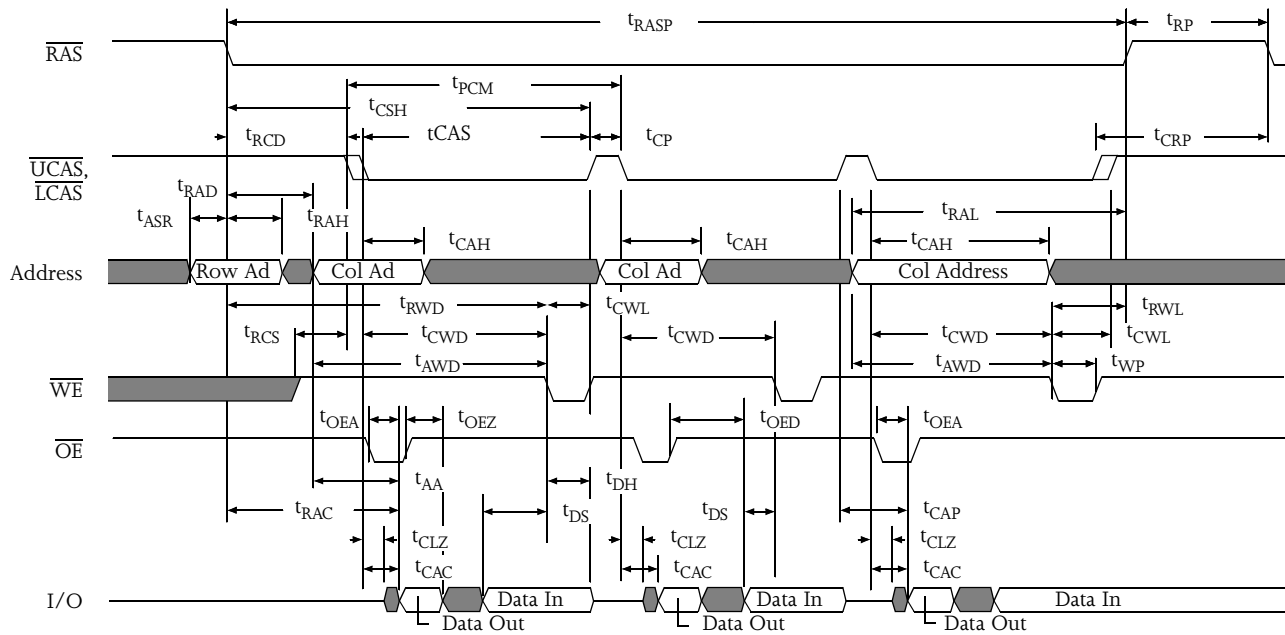 tRASP tRP
RAS
tPCM
tCSH
tRCD tCAS tCP tCRP
UCAS,
LCAS
tRAD
tASR tRAH tRAL
tCAH tCAH tCAH
Address Row Ad Col Ad Col Ad Col Address
tRWD tCWL tRWL
tRCS tCWD tCWD tCWD tCWL
tAWD tAWD tWP
WE
tOEA tOEZ tOED tOEA
OE
tAA tDH
tRAC tDS tDS tCAP
tCLZ tCLZ tCLZ
tCAC tCAC tCAC
I/O Data In Data In Data In
Data Out Data Out Data Out